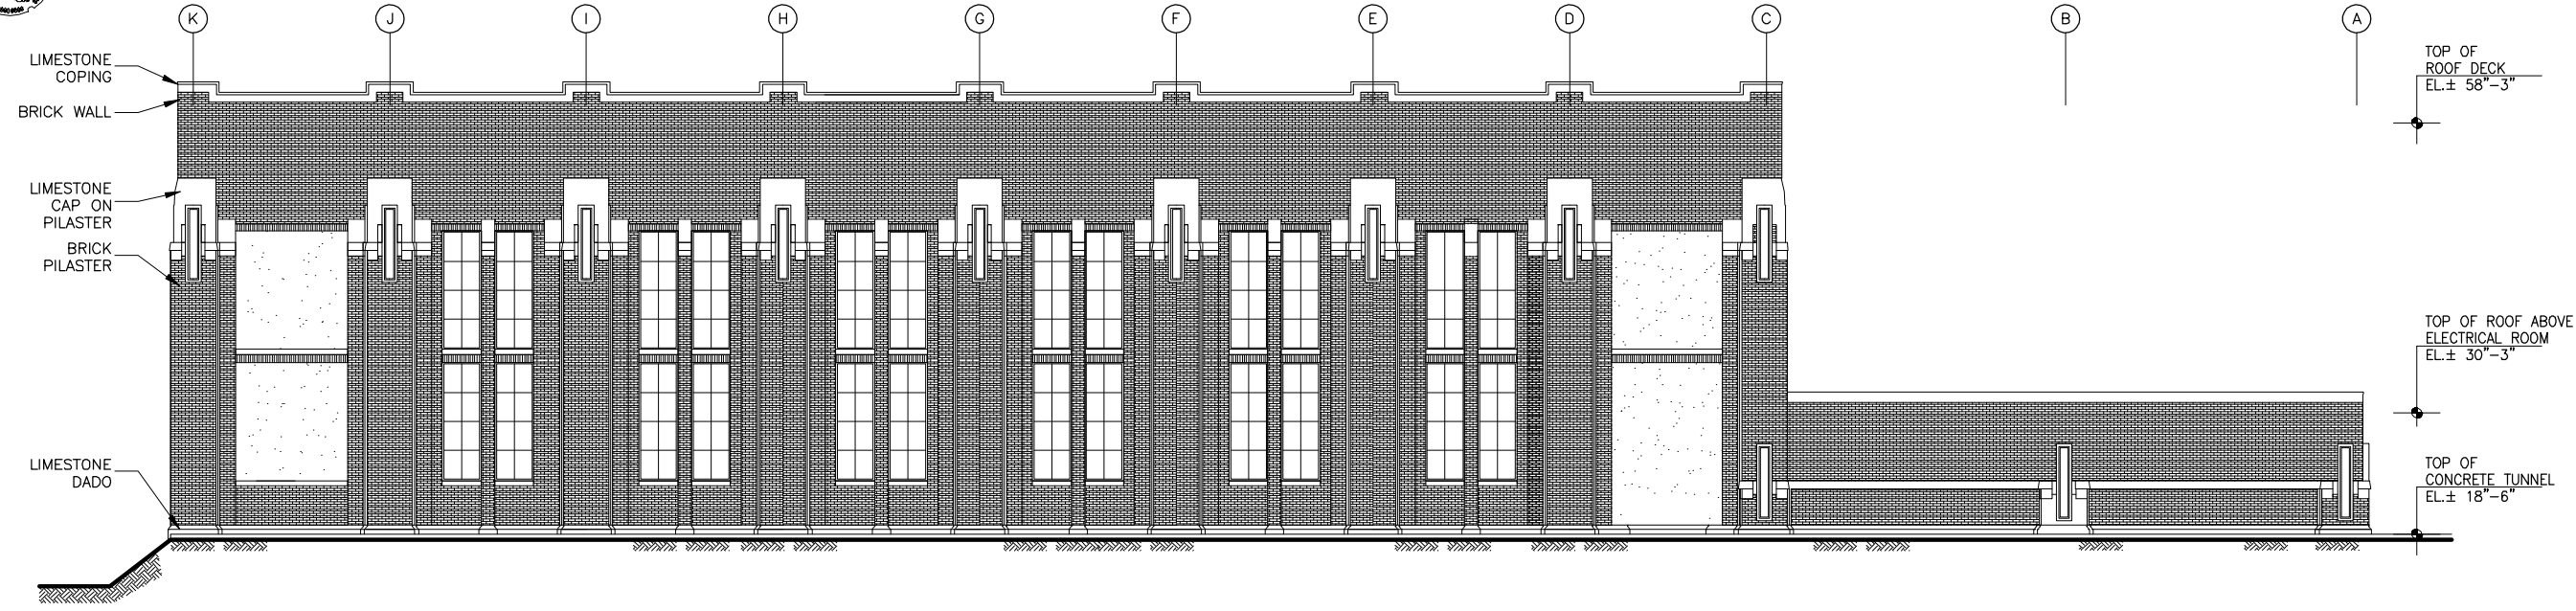 K J I H G F E D C B A
LIMESTONE
COPING
BRICK WALL
LIMESTONE
CAP ON
PILASTER
BRICK
PILASTER
LIMESTONE
DADO
TOP OF
ROOF DECK
EL.± 58"-3"
TOP OF ROOF ABOVE
ELECTRICAL ROOM
EL.± 30"-3"
TOP OF
CONCRETE TUNNEL
EL.± 18"-6"